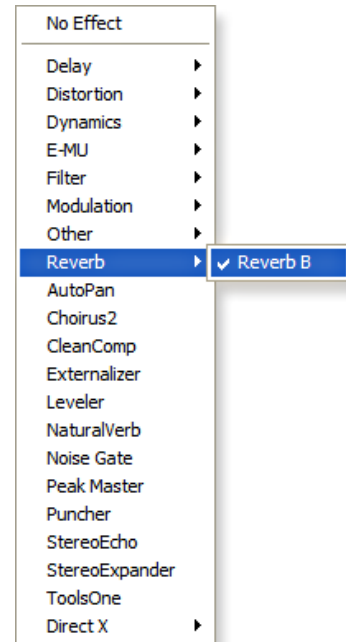 No Effect
Delay
Distortion
Dynamics
E-MU
Filter
Modulation
Other
Reverb
Reverb B
AutoPan
Choirus2
CleanComp
Externalizer
Leveler
NaturalVerb
Noise Gate
Peak Master
Puncher
StereoEcho
StereoExpander
ToolsOne
Direct X